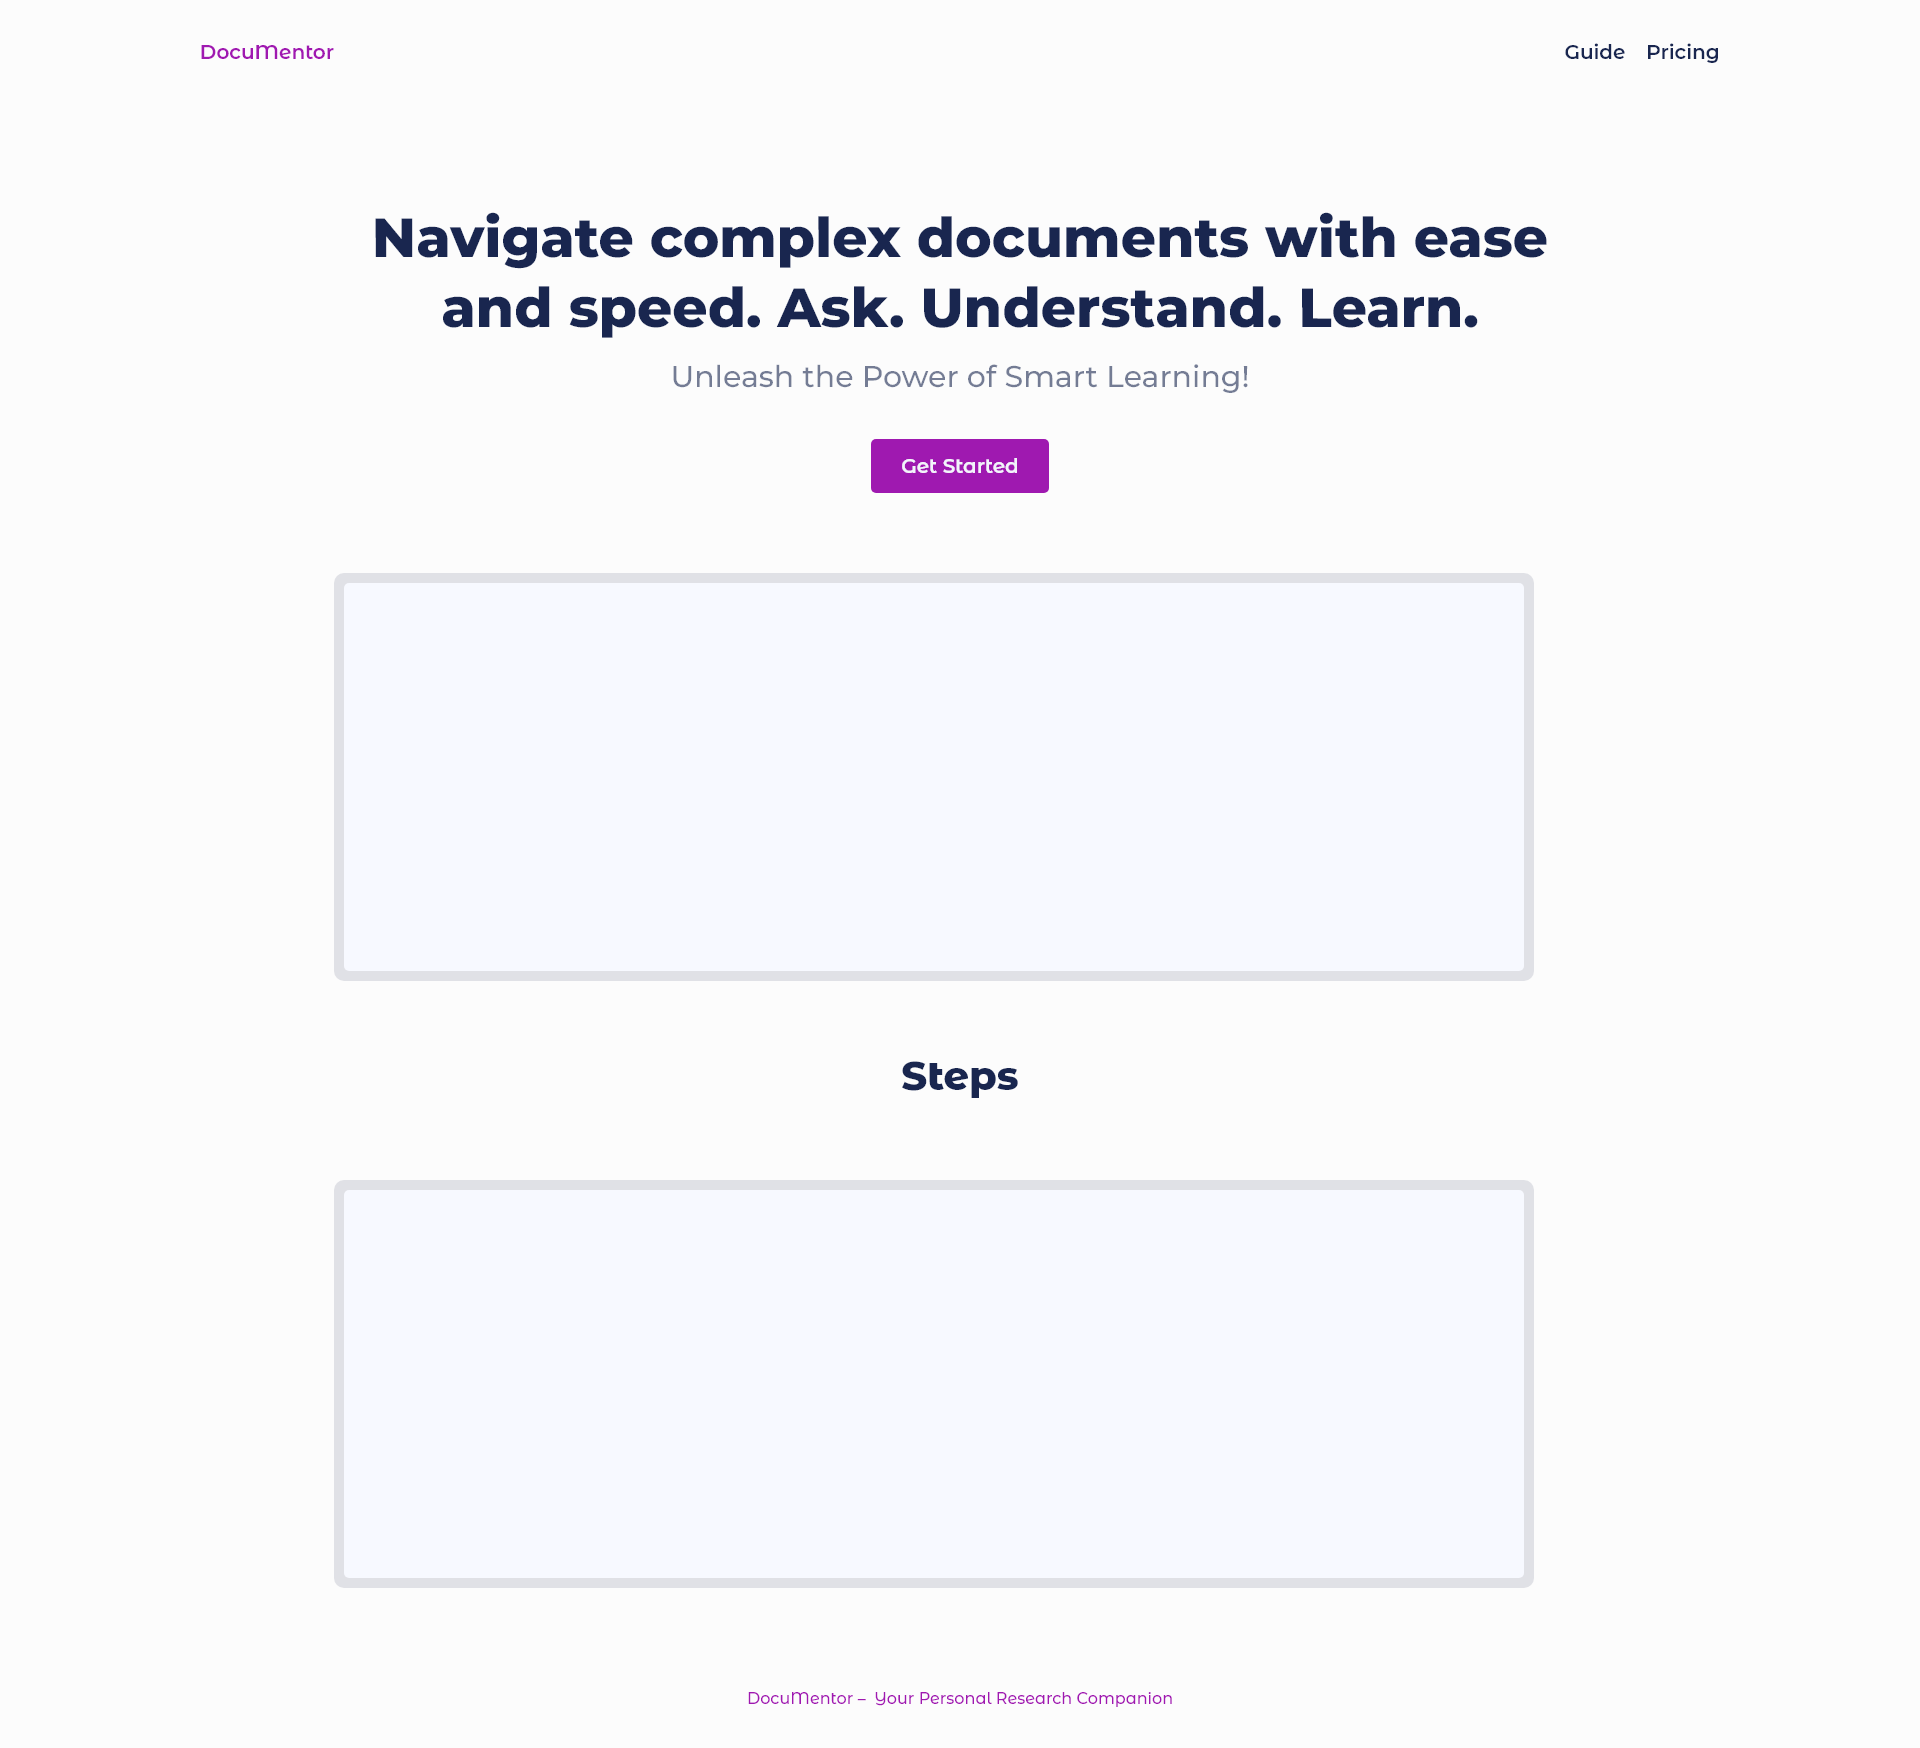 DocuMentor
Guide Pricing
Navigate complex documents with ease
and speed. Ask. Understand. Learn.
Unleash the Power of Smart Learning!
Get Started
Steps
DocuMentor – Your Personal Research Companion